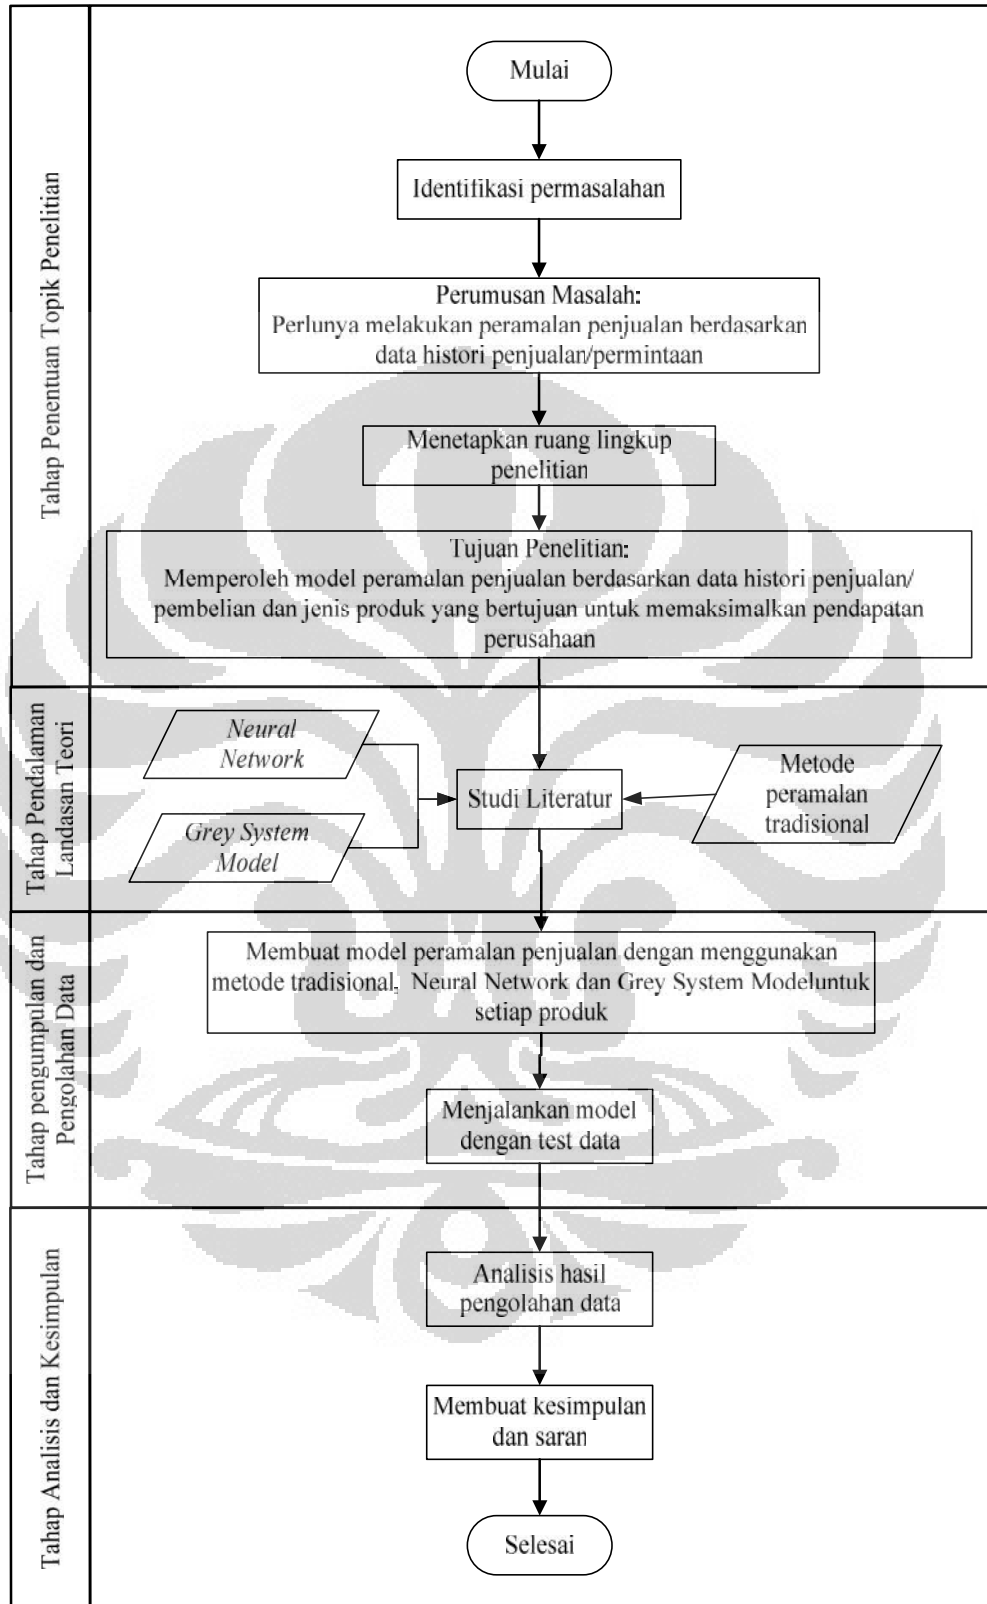 Tahap Penentuan Topik Penelitian
Mulai
Identifikasi permasalahan
Perumusan Masalah:
Perlunya melakukan peramalan penjualan berdasarkan
data histori penjualan/permintaan
Menetapkan ruang lingkup
penelitian
Tujuan Penelitian:
Memperoleh model peramalan penjualan berdasarkan data histori penjualan/
pembelian dan jenis produk yang bertujuan untuk memaksimalkan pendapatan
perusahaan
Tahap Pendalaman
Landasan Teori
Neural
Network
Grey System
Model
Studi Literatur
Metode
peramalan
tradisional
Tahap pengumpulan dan
Pengolahan Data
Membuat model peramalan penjualan dengan menggunakan
metode tradisional, Neural Network dan Grey System Modeluntuk
setiap produk
Menjalankan model
dengan test data
Tahap Analisis dan Kesimpulan
Analisis hasil
pengolahan data
Membuat kesimpulan
dan saran
Selesai